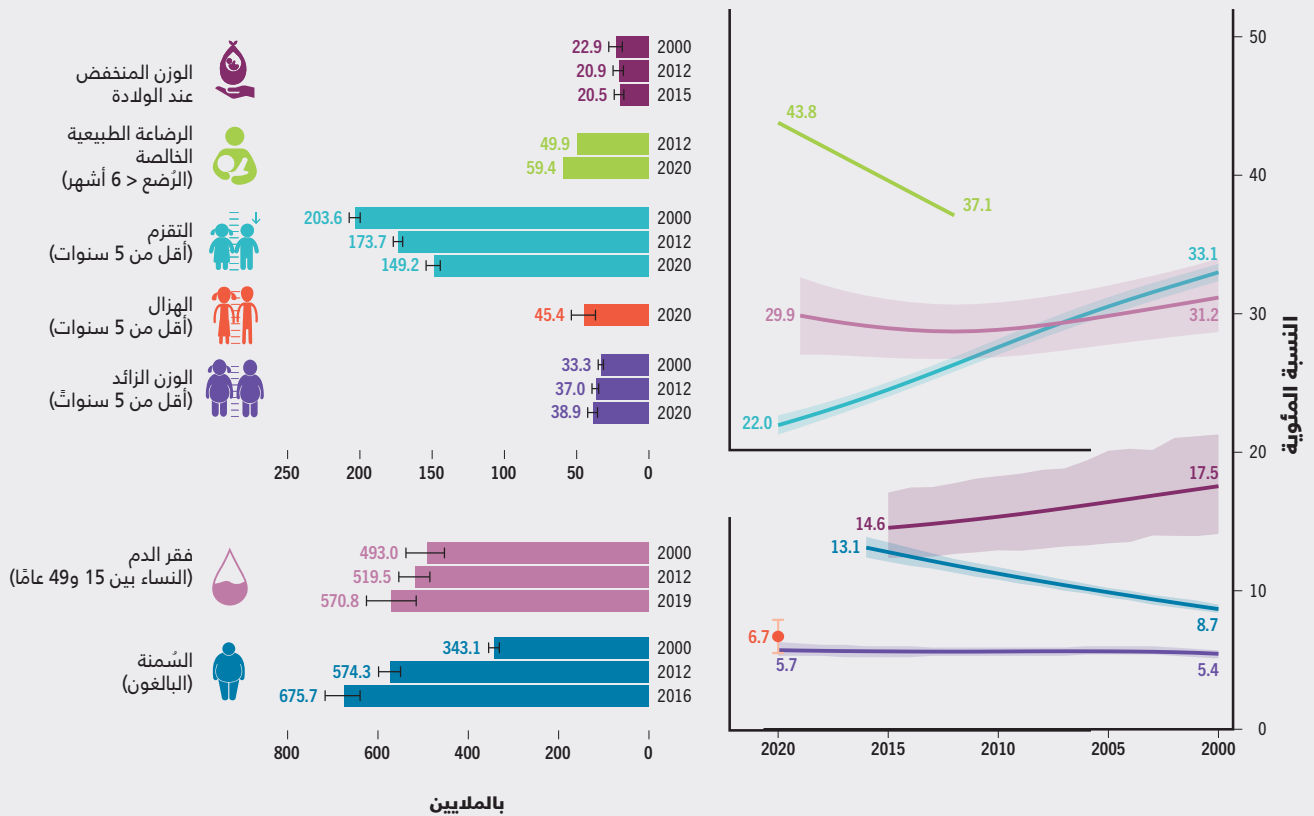 الوزن المنخفض
عند الولادة
22.9 2000
20.9 2012
20.5 2015
الرضاعة الطبيعية
الخالصة
(الرُضع < 6 أشهر)
49.9 2012
59.4 2020
التقزم
(أقل من 5 سنوات)
203.6 2000
173.7 2012
149.2 2020
الهزال
(أقل من 5 سنوات)
45.4 2020
الوزن الزائد
(أقل من 5 سنوات)
33.3 2000
37.0 2012
38.9 2020
250 200 150 100 50 0
فقر الدم
(النساء بين 15 و49 عامًا)
493.0 2000
519.5 2012
570.8 2019
السُمنة
(البالغون)
343.1 2000
574.3 2012
675.7 2016
800 600 400 200 0
بالملايين
النسبة المئوية
50
40
30
20
10
0
43.8
37.1
33.1
29.9
31.2
22.0
17.5
14.6
13.1
8.7
6.7
5.7
5.4
2020 2015 2010 2005 2000